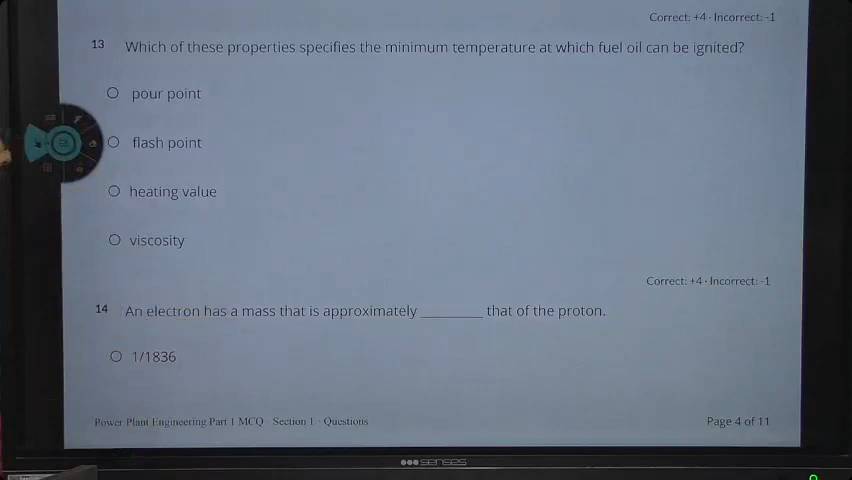 Correct: +4 · Incorrect: -1
13 Which of these properties specifies the minimum temperature at which fuel oil can be ignited?
pour point
flash point
heating value
viscosity
Correct: +4 · Incorrect: -1
14 An electron has a mass that is approximately ________ that of the proton.
1/1836
Power Plant Engineering Part 1 MCQ · Section 1 · Questions
Page 4 of 11
senses